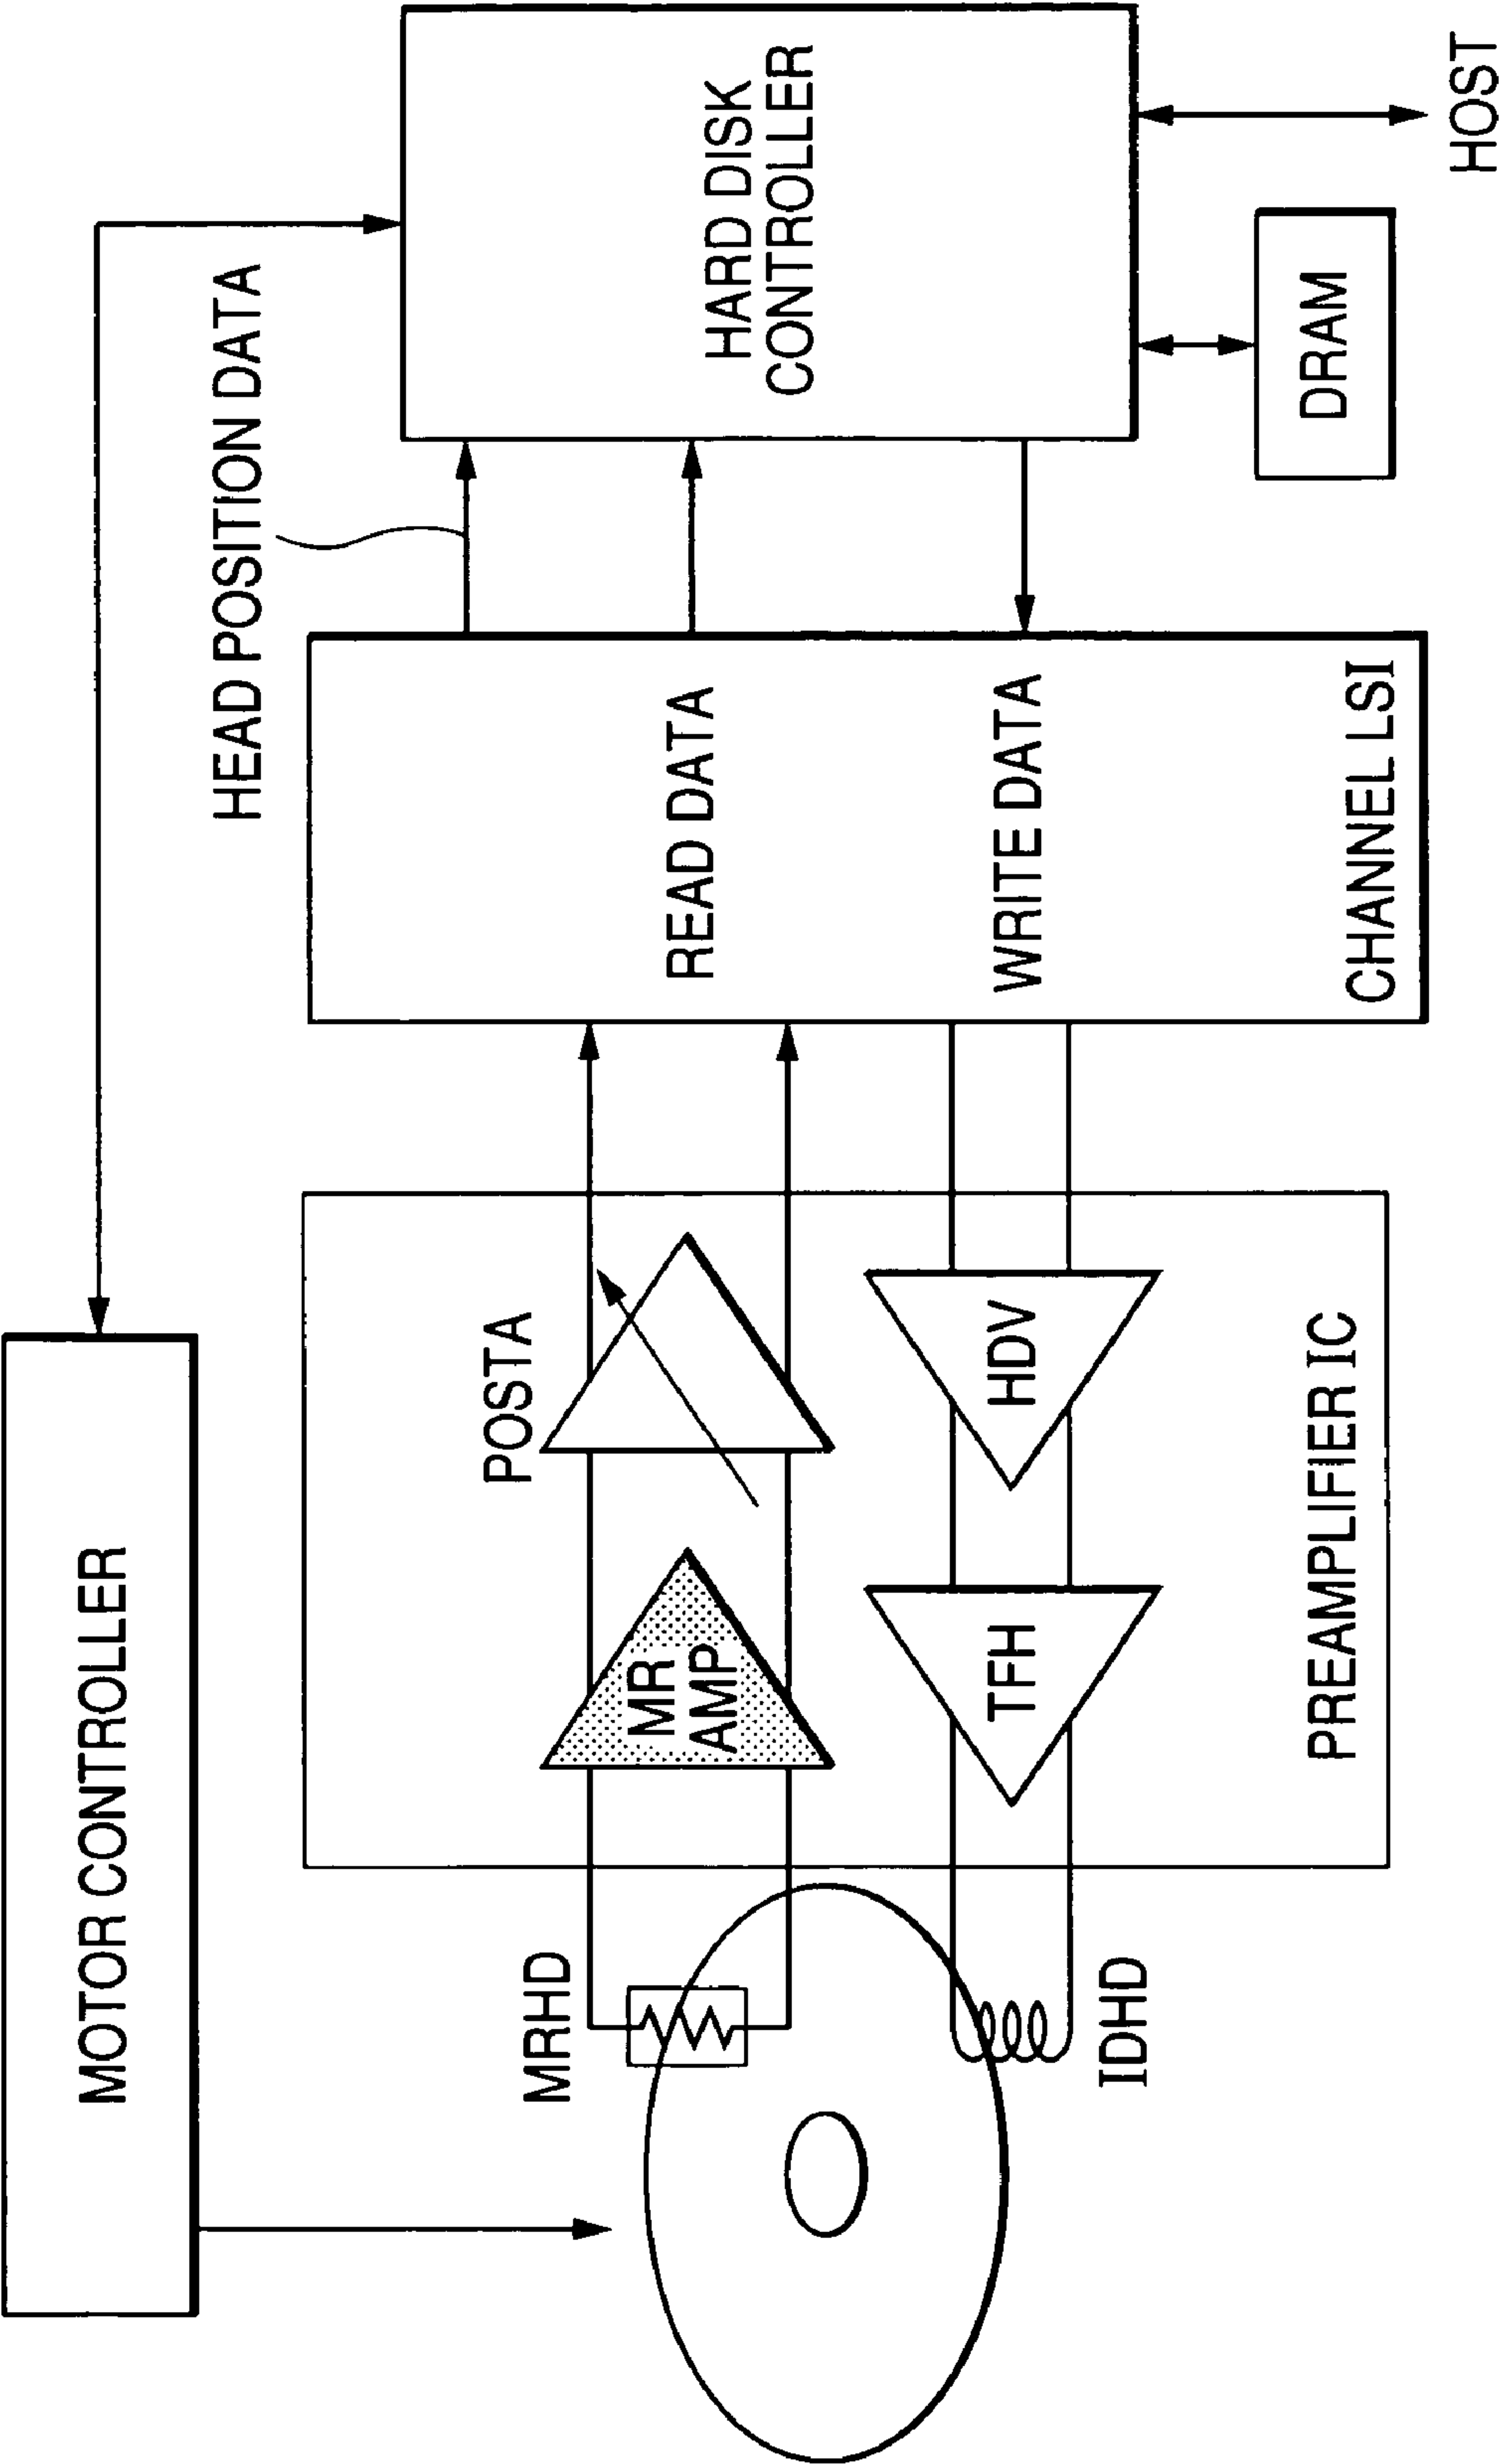 MOTOR CONTROLLER
HEAD POSITION DATA
MRHD
MR
AMP
POSTA
READ DATA
HARD DISK
CONTROLLER
IDHD
TFH
HDV
WRITE DATA
PREAMPLIFIER IC
CHANNEL LSI
DRAM
HOST